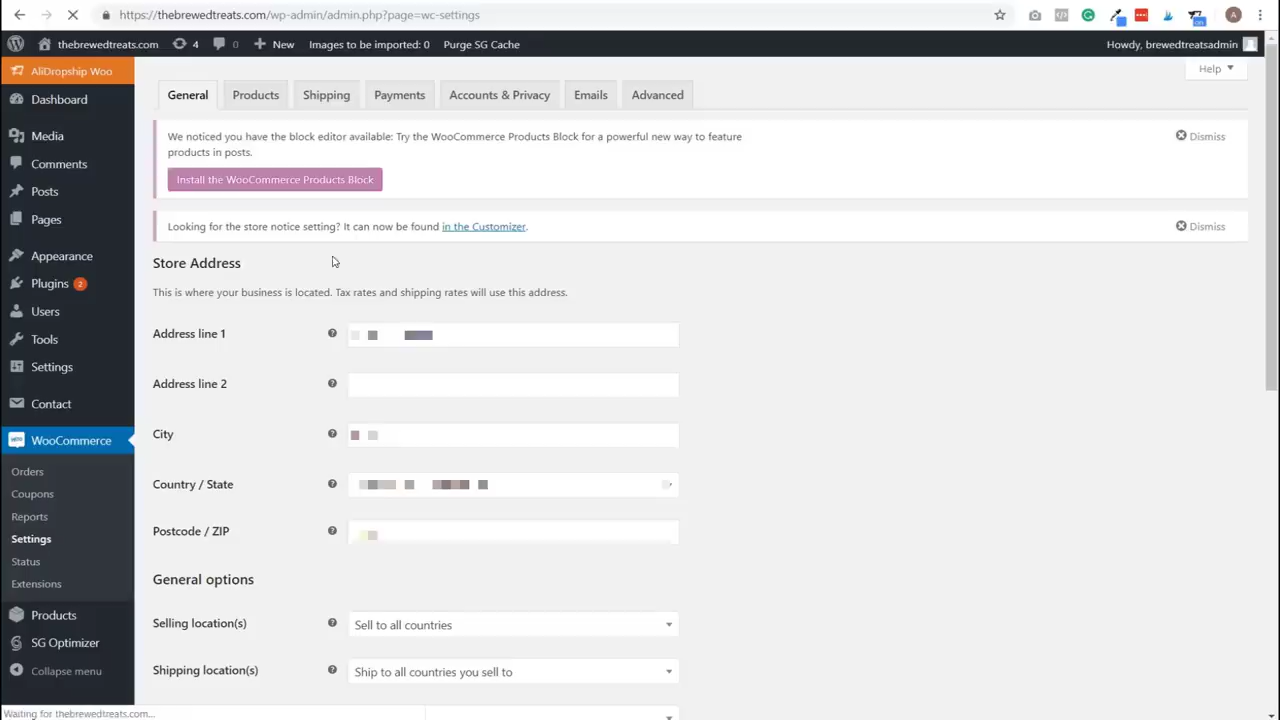 https://thebrewedtreats.com/wp-admin/admin.php?page=wc-settings
A
thebrewedtreats.com
4
0
New
Images to be imported: 0
Purge SG Cache
Howdy, brewedtreatsadmin
AliDropship Woo
Dashboard
Media
Comments
Posts
Pages
Appearance
Plugins 2
Users
Tools
Settings
Contact
WooCommerce
Orders
Coupons
Reports
Settings
Status
Extensions
Products
SG Optimizer
Collapse menu
Help
General
Products
Shipping
Payments
Accounts & Privacy
Emails
Advanced
We noticed you have the block editor available: Try the WooCommerce Products Block for a powerful new way to feature
products in posts.
Dismiss
Install the WooCommerce Products Block
Looking for the store notice setting? It can now be found in the Customizer.
Dismiss
Store Address
This is where your business is located. Tax rates and shipping rates will use this address.
Address line 1
Address line 2
City
Country / State
Postcode / ZIP
General options
Selling location(s)
Sell to all countries
Shipping location(s)
Ship to all countries you sell to
Waiting for thebrewedtreats.com...